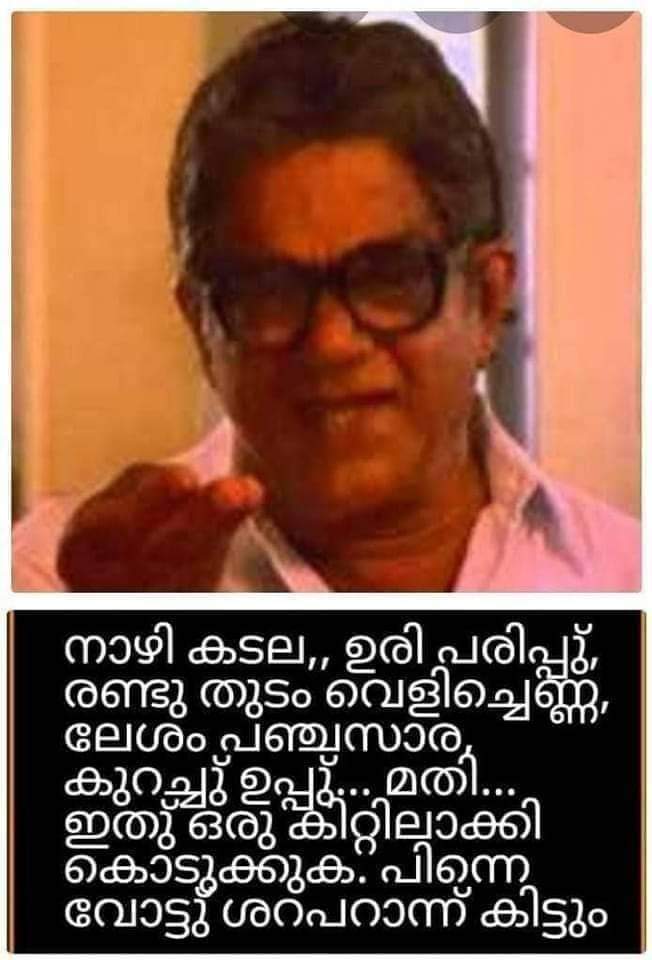 നാഴി കടല,, ഉരി പരിപ്പു്,
രണ്ടു തുടം വെളിച്ചെണ്ണ,
ലേശം പഞ്ചസാര,
കുറച്ചു് ഉപ്പു്... മതി...
ഇതു് ഒരു കിറ്റിലാക്കി
കൊടുക്കുക. പിന്നെ
വോട്ടു് ശറപറാന്ന് കിട്ടും